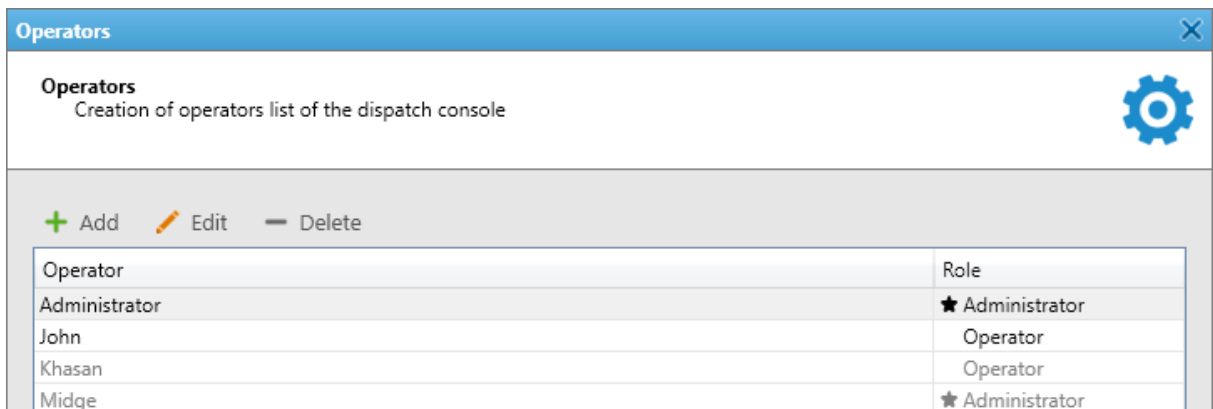 Operators
Operators
Creation of operators list of the dispatch console
Add Edit Delete
Operator Role
Administrator Administrator
John Operator
Khasan Operator
Midge Administrator